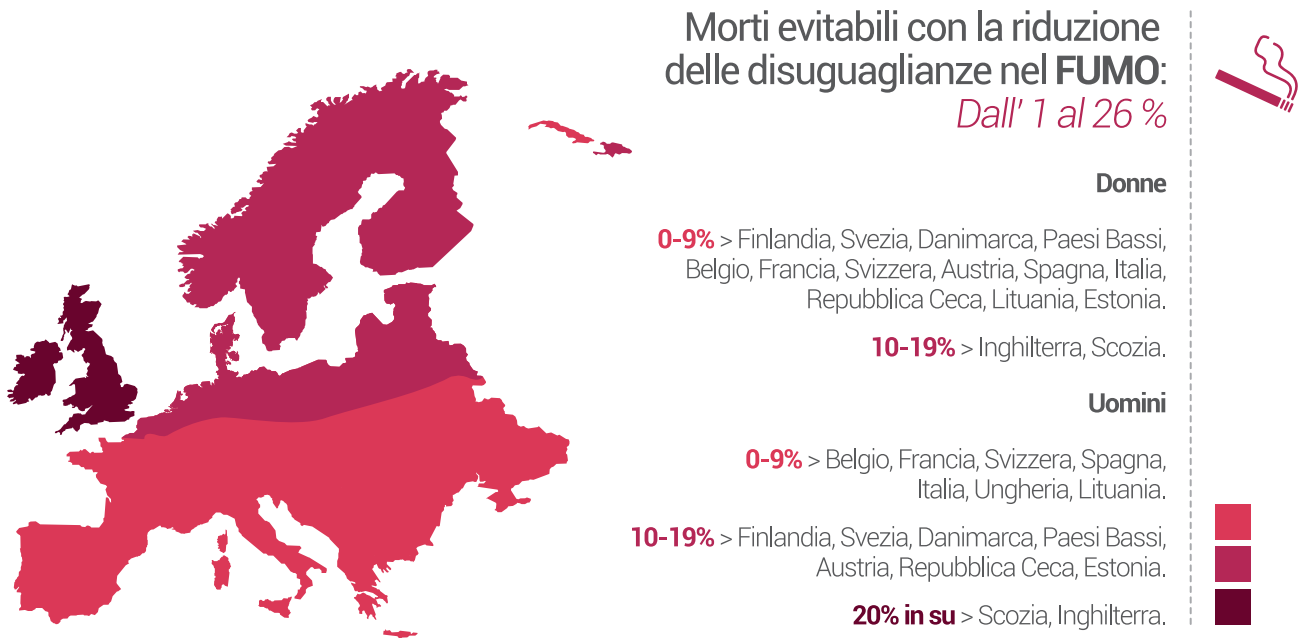 Morti evitabili con la riduzione
delle disuguaglianze nel FUMO:
Dall' 1 al 26 %
Donne
0-9% > Finlandia, Svezia, Danimarca, Paesi Bassi,
Belgio, Francia, Svizzera, Austria, Spagna, Italia,
Repubblica Ceca, Lituania, Estonia.
10-19% > Inghilterra, Scozia.
Uomini
0-9% > Belgio, Francia, Svizzera, Spagna,
Italia, Ungheria, Lituania.
10-19% > Finlandia, Svezia, Danimarca, Paesi Bassi,
Austria, Repubblica Ceca, Estonia.
20% in su > Scozia, Inghilterra.